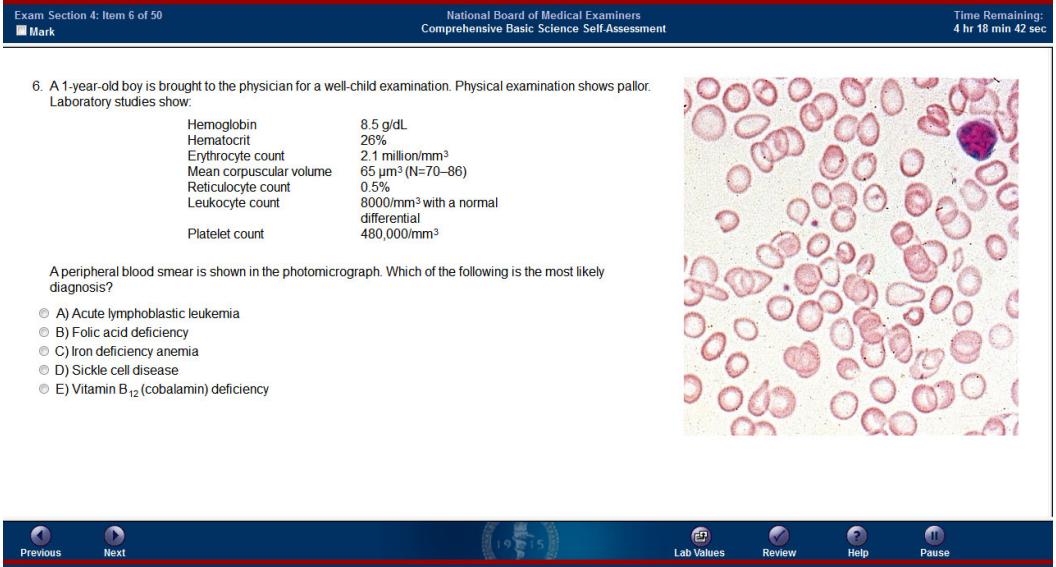 Exam Section 4: Item 6 of 50
National Board of Medical Examiners
Time Remaining:
Mark
Comprehensive Basic Science Self-Assessment
4 hr 18 min 42 sec
6. A 1-year-old boy is brought to the physician for a well-child examination. Physical examination shows pallor.
Laboratory studies show:
Hemoglobin 8.5 g/dL
Hematocrit 26%
Erythrocyte count 2.1 million/mm³
Mean corpuscular volume 65 µm³ (N=70–86)
Reticulocyte count 0.5%
Leukocyte count 8000/mm³ with a normal
differential
Platelet count 480,000/mm³
A peripheral blood smear is shown in the photomicrograph. Which of the following is the most likely
diagnosis?
A) Acute lymphoblastic leukemia
B) Folic acid deficiency
C) Iron deficiency anemia
D) Sickle cell disease
E) Vitamin B₁₂ (cobalamin) deficiency
19 15
Previous
Next
Lab Values
Review
Help
Pause